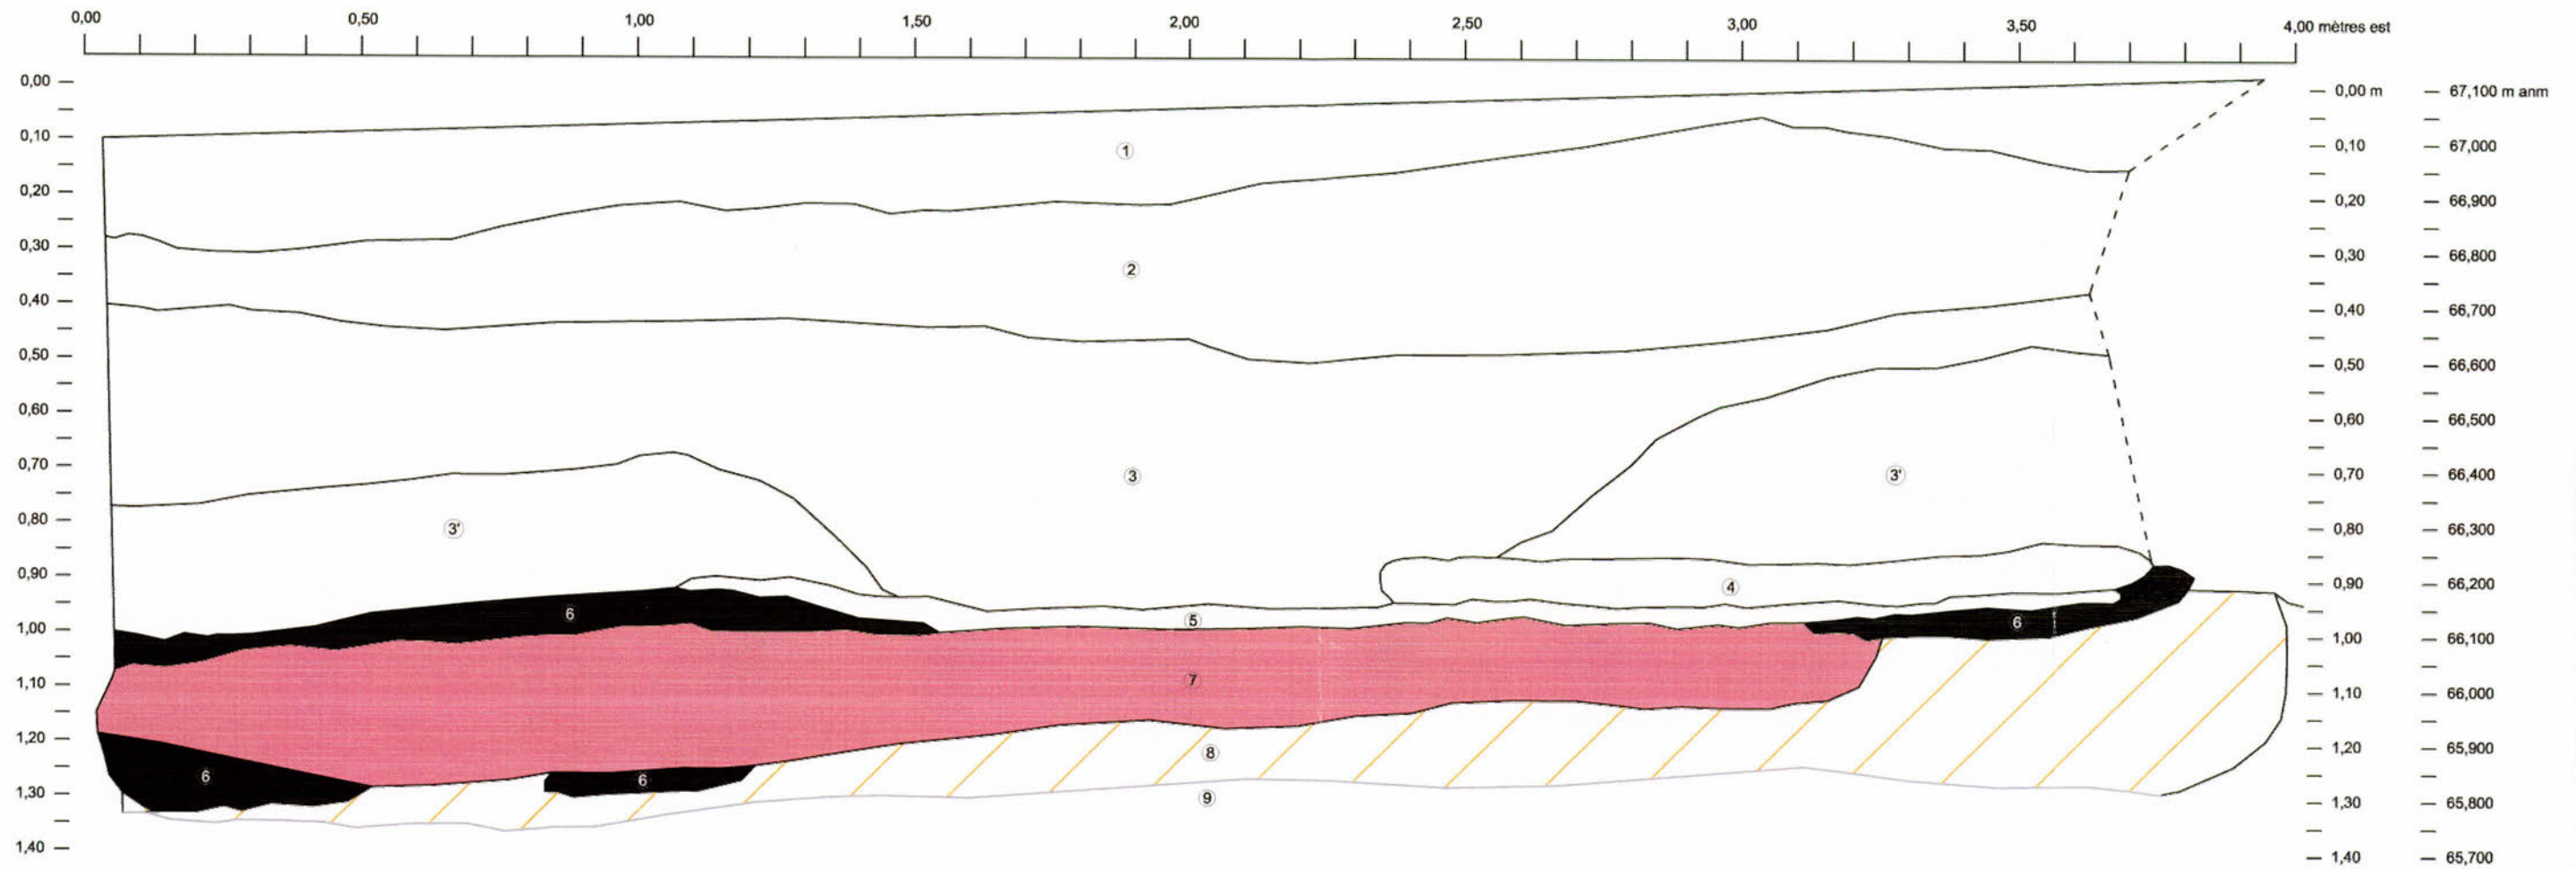 0,00 0,50 1,00 1,50 2,00 2,50 3,00 3,50 4,00 mètres est
0,00 0,00 m 67,100 m anm
0,10 0,10 67,000
1
0,20 0,20 66,900
0,30 0,30 66,800
2
0,40 0,40 66,700
0,50 0,50 66,600
0,60 0,60 66,500
0,70 3 3' 0,70 66,400
0,80 3' 0,80 66,300
0,90 4 0,90 66,200
6 5 6
1,00 1,00 66,100
1,10 7 1,10 66,000
1,20 8 1,20 65,900
6 6
1,30 9 1,30 65,800
1,40 1,40 65,700